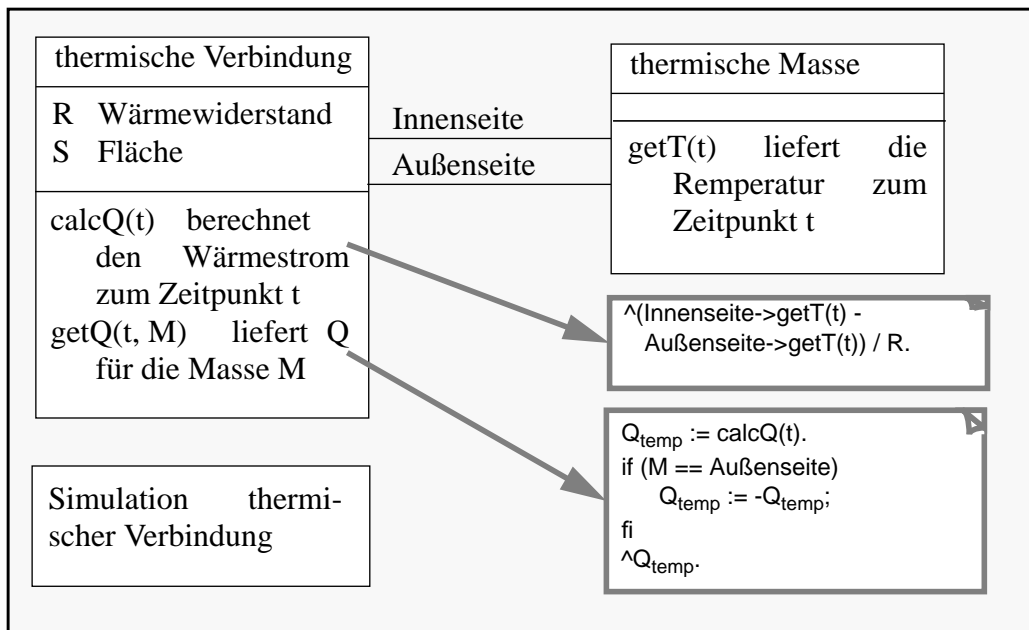 thermische Verbindung
R Wärmewiderstand
S Fläche
calcQ(t) berechnet
den Wärmestrom
zum Zeitpunkt t
getQ(t, M) liefert Q
für die Masse M
Innenseite
Außenseite
thermische Masse
getT(t) liefert die
Remperatur zum
Zeitpunkt t
^(Innenseite->getT(t) -
Außenseite->getT(t)) / R.
Qtemp := calcQ(t).
if (M == Außenseite)
Qtemp := -Qtemp;
fi
^Qtemp.
Simulation thermi-
scher Verbindung